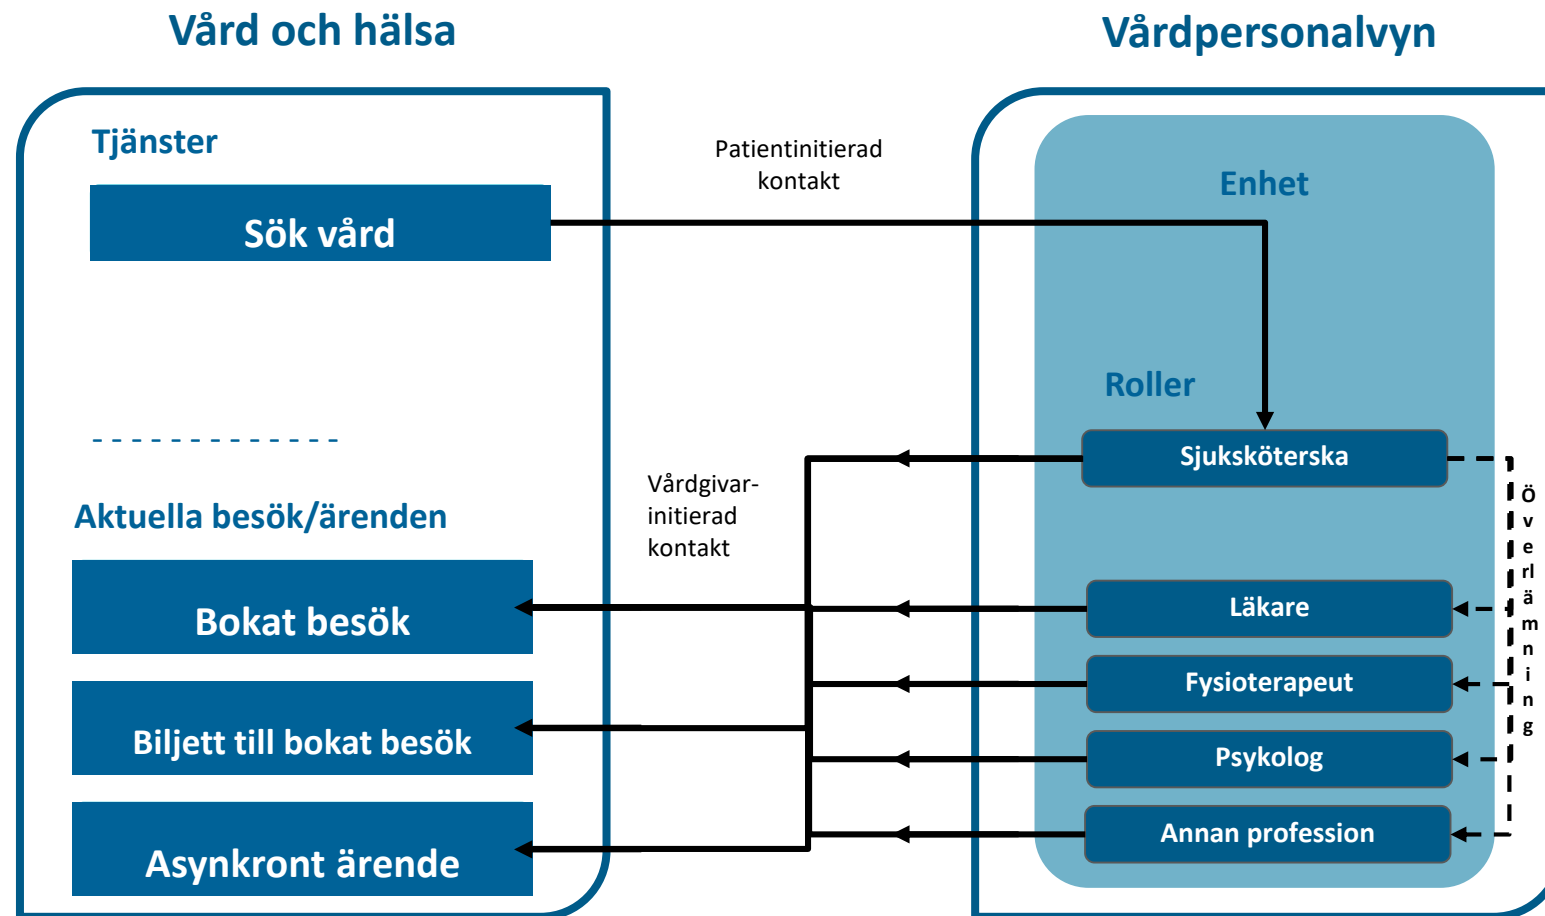 Vård och hälsa
Tjänster
Sök vård
- - - - - - - - - - - - -
Aktuella besök/ärenden
Bokat besök
Biljett till bokat besök
Asynkront ärende
Patientinitierad
kontakt
Vårdgivar-
initierad
kontakt
Vårdpersonalvyn
Enhet
Roller
Sjuksköterska
Läkare
Fysioterapeut
Psykolog
Annan profession
Ö
v
e
rl
ä
m
n
i
n
g